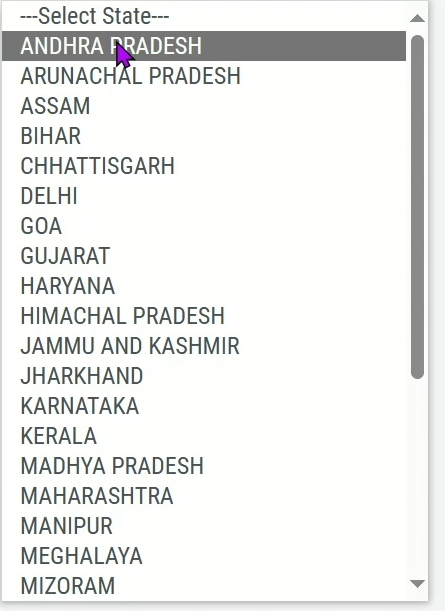 ---Select State---
ANDHRA PRADESH
ARUNACHAL PRADESH
ASSAM
BIHAR
CHHATTISGARH
DELHI
GOA
GUJARAT
HARYANA
HIMACHAL PRADESH
JAMMU AND KASHMIR
JHARKHAND
KARNATAKA
KERALA
MADHYA PRADESH
MAHARASHTRA
MANIPUR
MEGHALAYA
MIZORAM